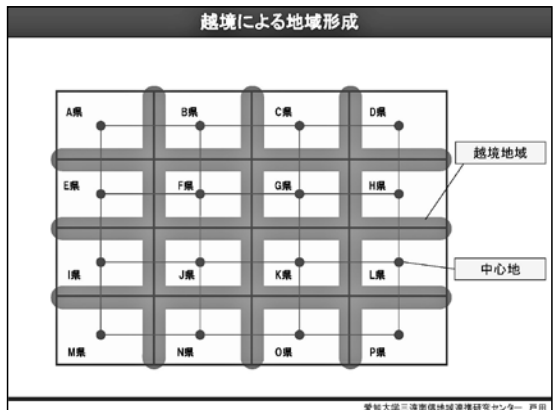 越境による地域形成
A県
B県
C県
D県
越境地域
E県
F県
G県
H県
中心地
I県
J県
K県
L県
M県
N県
O県
P県
愛知大学三遠南信地域連携研究センター 戸田